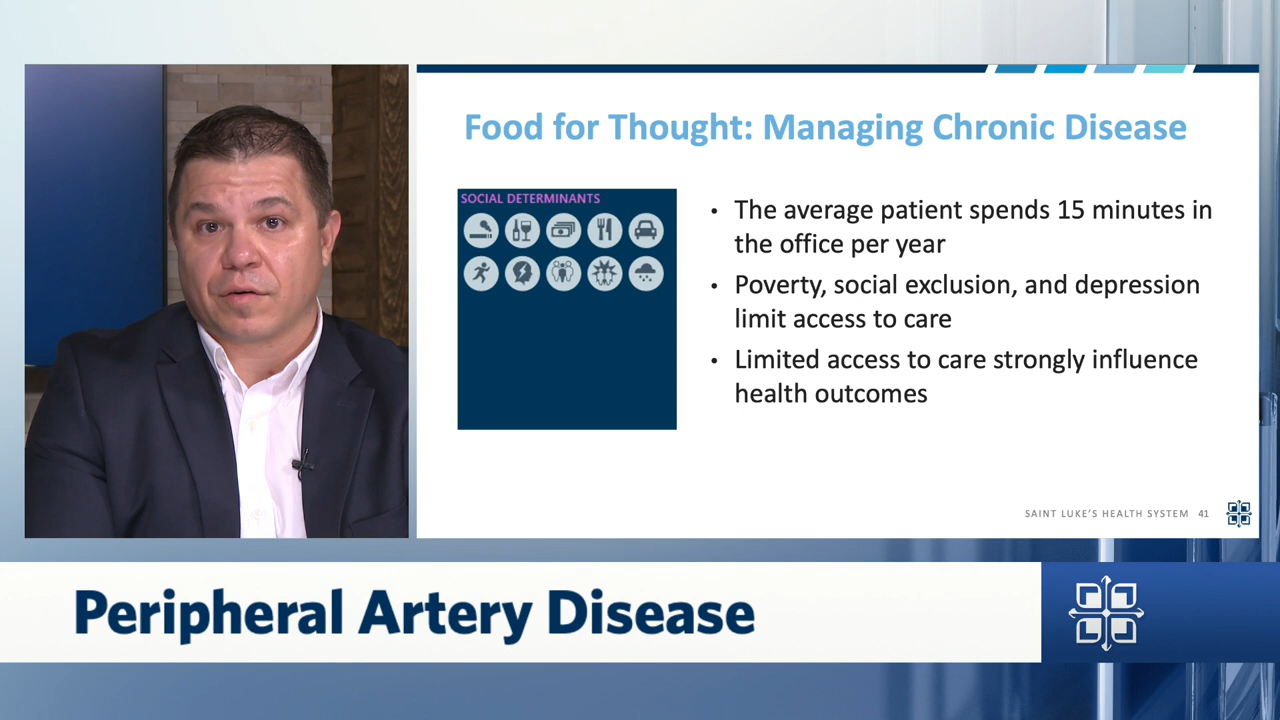 Food for Thought: Managing Chronic Disease
SOCIAL DETERMINANTS
• The average patient spends 15 minutes in
the office per year
• Poverty, social exclusion, and depression
limit access to care
• Limited access to care strongly influence
health outcomes
SAINT LUKE'S HEALTH SYSTEM 41
Peripheral Artery Disease